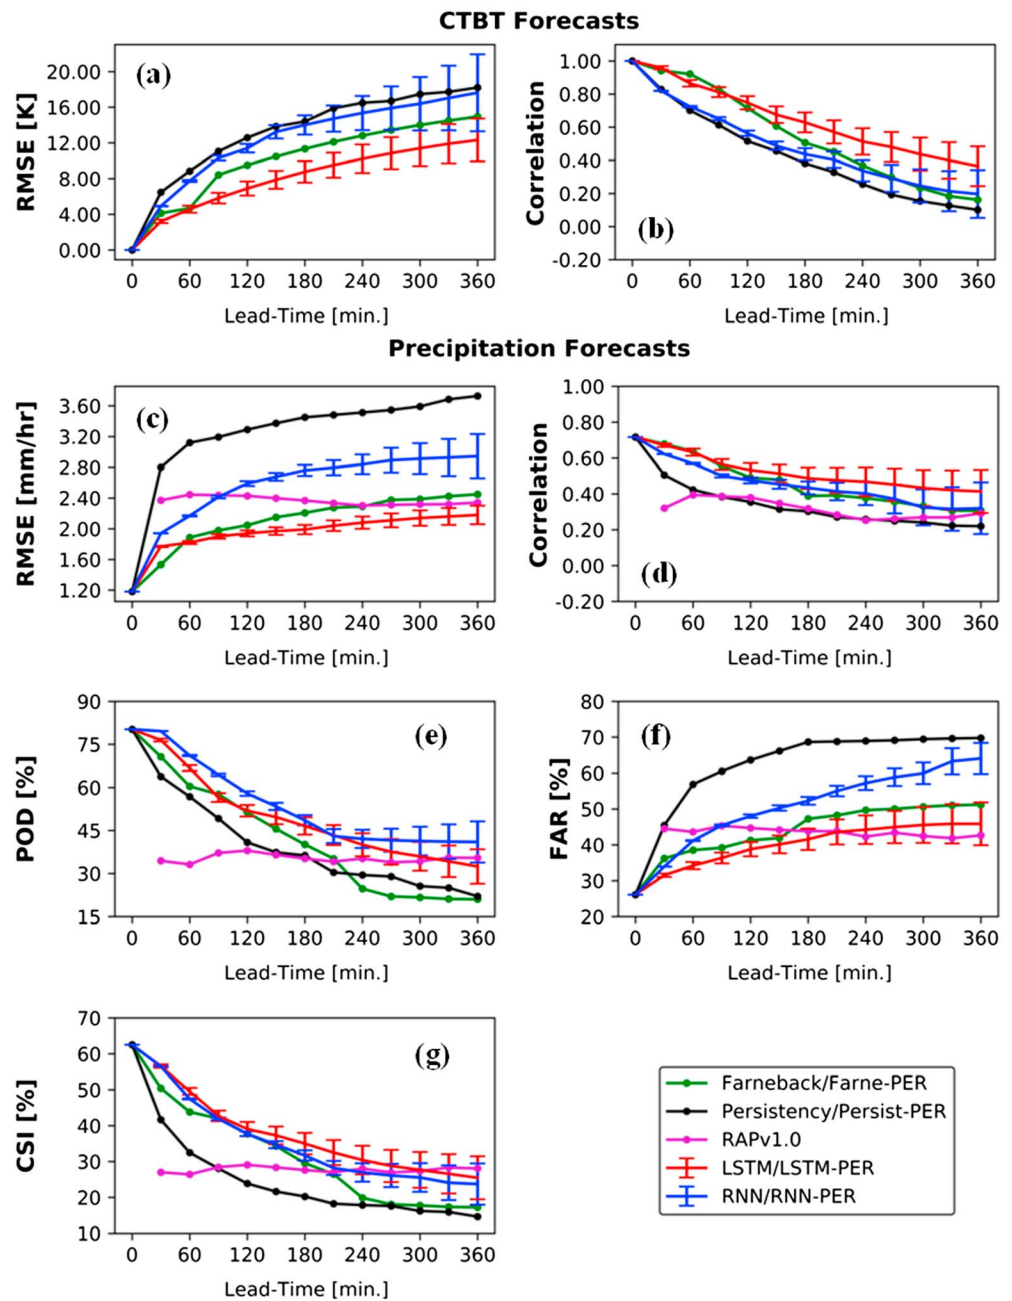 CTBT Forecasts
RMSE [K]
20.00
16.00
12.00
8.00
4.00
0.00
(a)
0 60 120 180 240 300 360
Lead-Time [min.]
Correlation
1.00
0.80
0.60
0.40
0.20
0.00
-0.20
(b)
0 60 120 180 240 300 360
Lead-Time [min.]
Precipitation Forecasts
RMSE [mm/hr]
3.60
3.20
2.80
2.40
2.00
1.60
1.20
(c)
0 60 120 180 240 300 360
Lead-Time [min.]
Correlation
1.00
0.80
0.60
0.40
0.20
0.00
-0.20
(d)
0 60 120 180 240 300 360
Lead-Time [min.]
POD [%]
90
75
60
45
30
15
(e)
0 60 120 180 240 300 360
Lead-Time [min.]
FAR [%]
80
70
60
50
40
30
20
(f)
0 60 120 180 240 300 360
Lead-Time [min.]
CSI [%]
70
60
50
40
30
20
10
(g)
0 60 120 180 240 300 360
Lead-Time [min.]
Farneback/Farne-PER
Persistency/Persist-PER
RAPv1.0
LSTM/LSTM-PER
RNN/RNN-PER